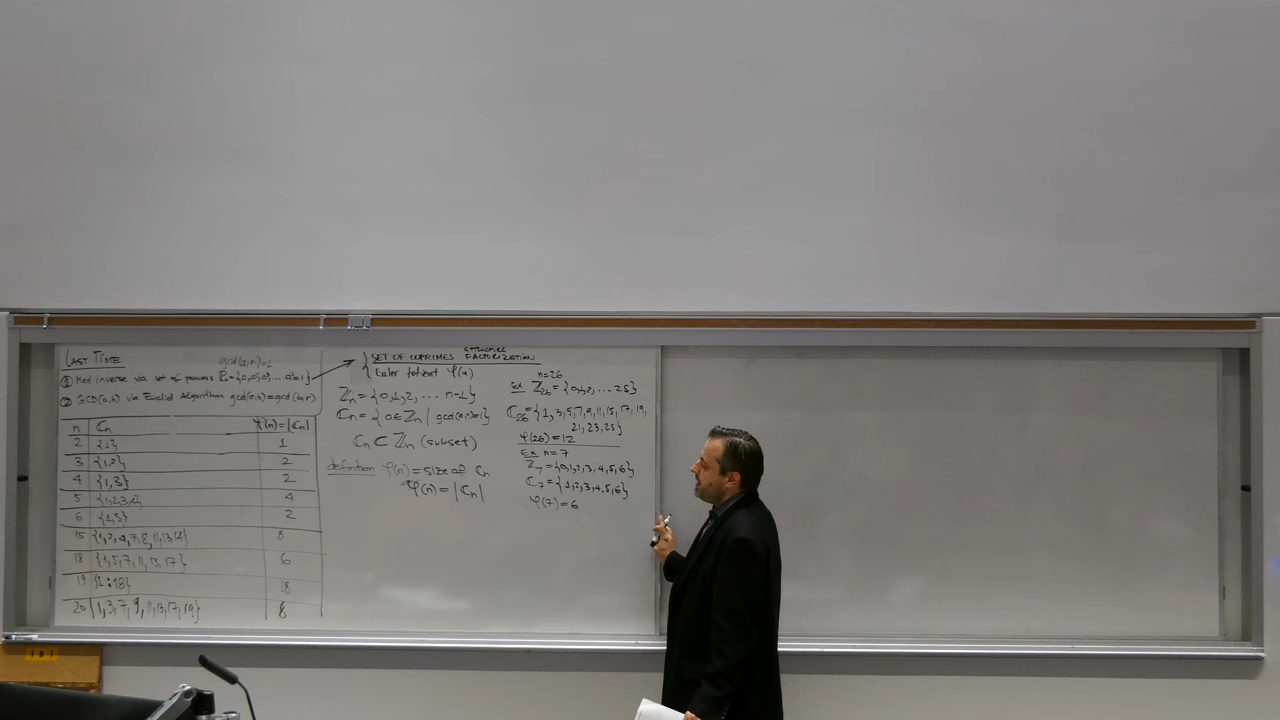 LAST TIME
gcd(a,n)=1
① Mod inverse via set of powers Pₐ={a,a²,a³... aᵏ=1}
② GCD(a,b) via Euclid Algorithm gcd(a,b)=gcd(b,r)
n Cn φ(n)=|Cn|
2 {1} 1
3 {1,2} 2
4 {1,3} 2
5 {1,2,3,4} 4
6 {1,5} 2
15 {1,2,4,7,8,11,13,14} 8
18 {1,5,7,11,13,17} 6
19 {1:18} 18
20 {1,3,7,9,11,13,17,19} 8
STRUCTURE
SET OF COPRIMES FACTORIZATION
Euler totient φ(n)
ℤn={0,1,2,... n-1}
ℂn={a∈ℤn | gcd(a,n)=1}
ℂn⊂ℤn (subset)
definition φ(n)=size of ℂn
φ(n)=|ℂn|
n=26
Ex ℤ26={0,1,2,...25}
ℂ26={1,3,5,7,9,11,15,17,19,
21,23,25}
φ(26)=12
Ex n=7
ℤ7={0,1,2,3,4,5,6}
ℂ7={1,2,3,4,5,6}
φ(7)=6